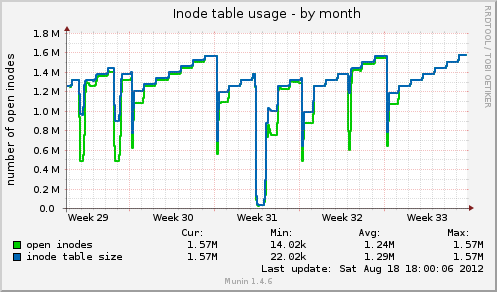 Inode table usage - by month
RRDTOOL / TOBI OETIKER
number of open inodes
1.8 M
1.6 M
1.4 M
1.2 M
1.0 M
0.8 M
0.6 M
0.4 M
0.2 M
0.0
Week 29 Week 30 Week 31 Week 32 Week 33
Cur: Min: Avg: Max:
open inodes 1.57M 14.02k 1.24M 1.57M
inode table size 1.57M 22.02k 1.29M 1.57M
Last update: Sat Aug 18 18:00:06 2012
Munin 1.4.6